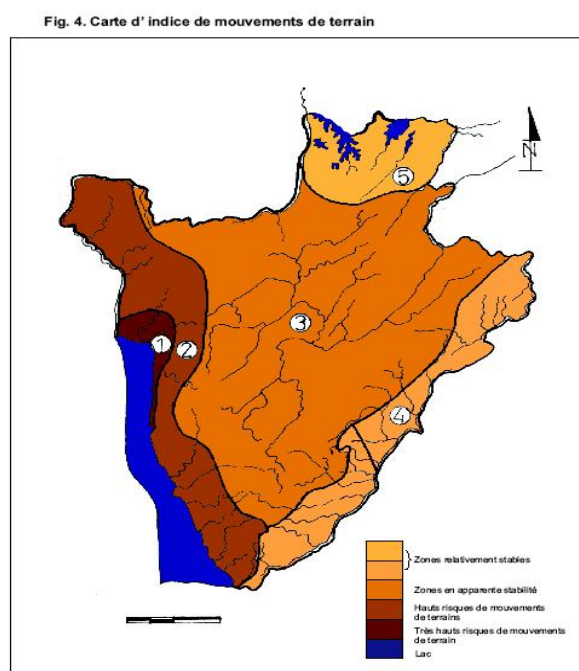 Fig. 4. Carte d' indice de mouvements de terrain
N
5
3
1
2
4
Zones relativement stables
Zones en apparente stabilité
Hauts risques de mouvements
de terrains
Très hauts risques de mouvements
de terrain
Lac